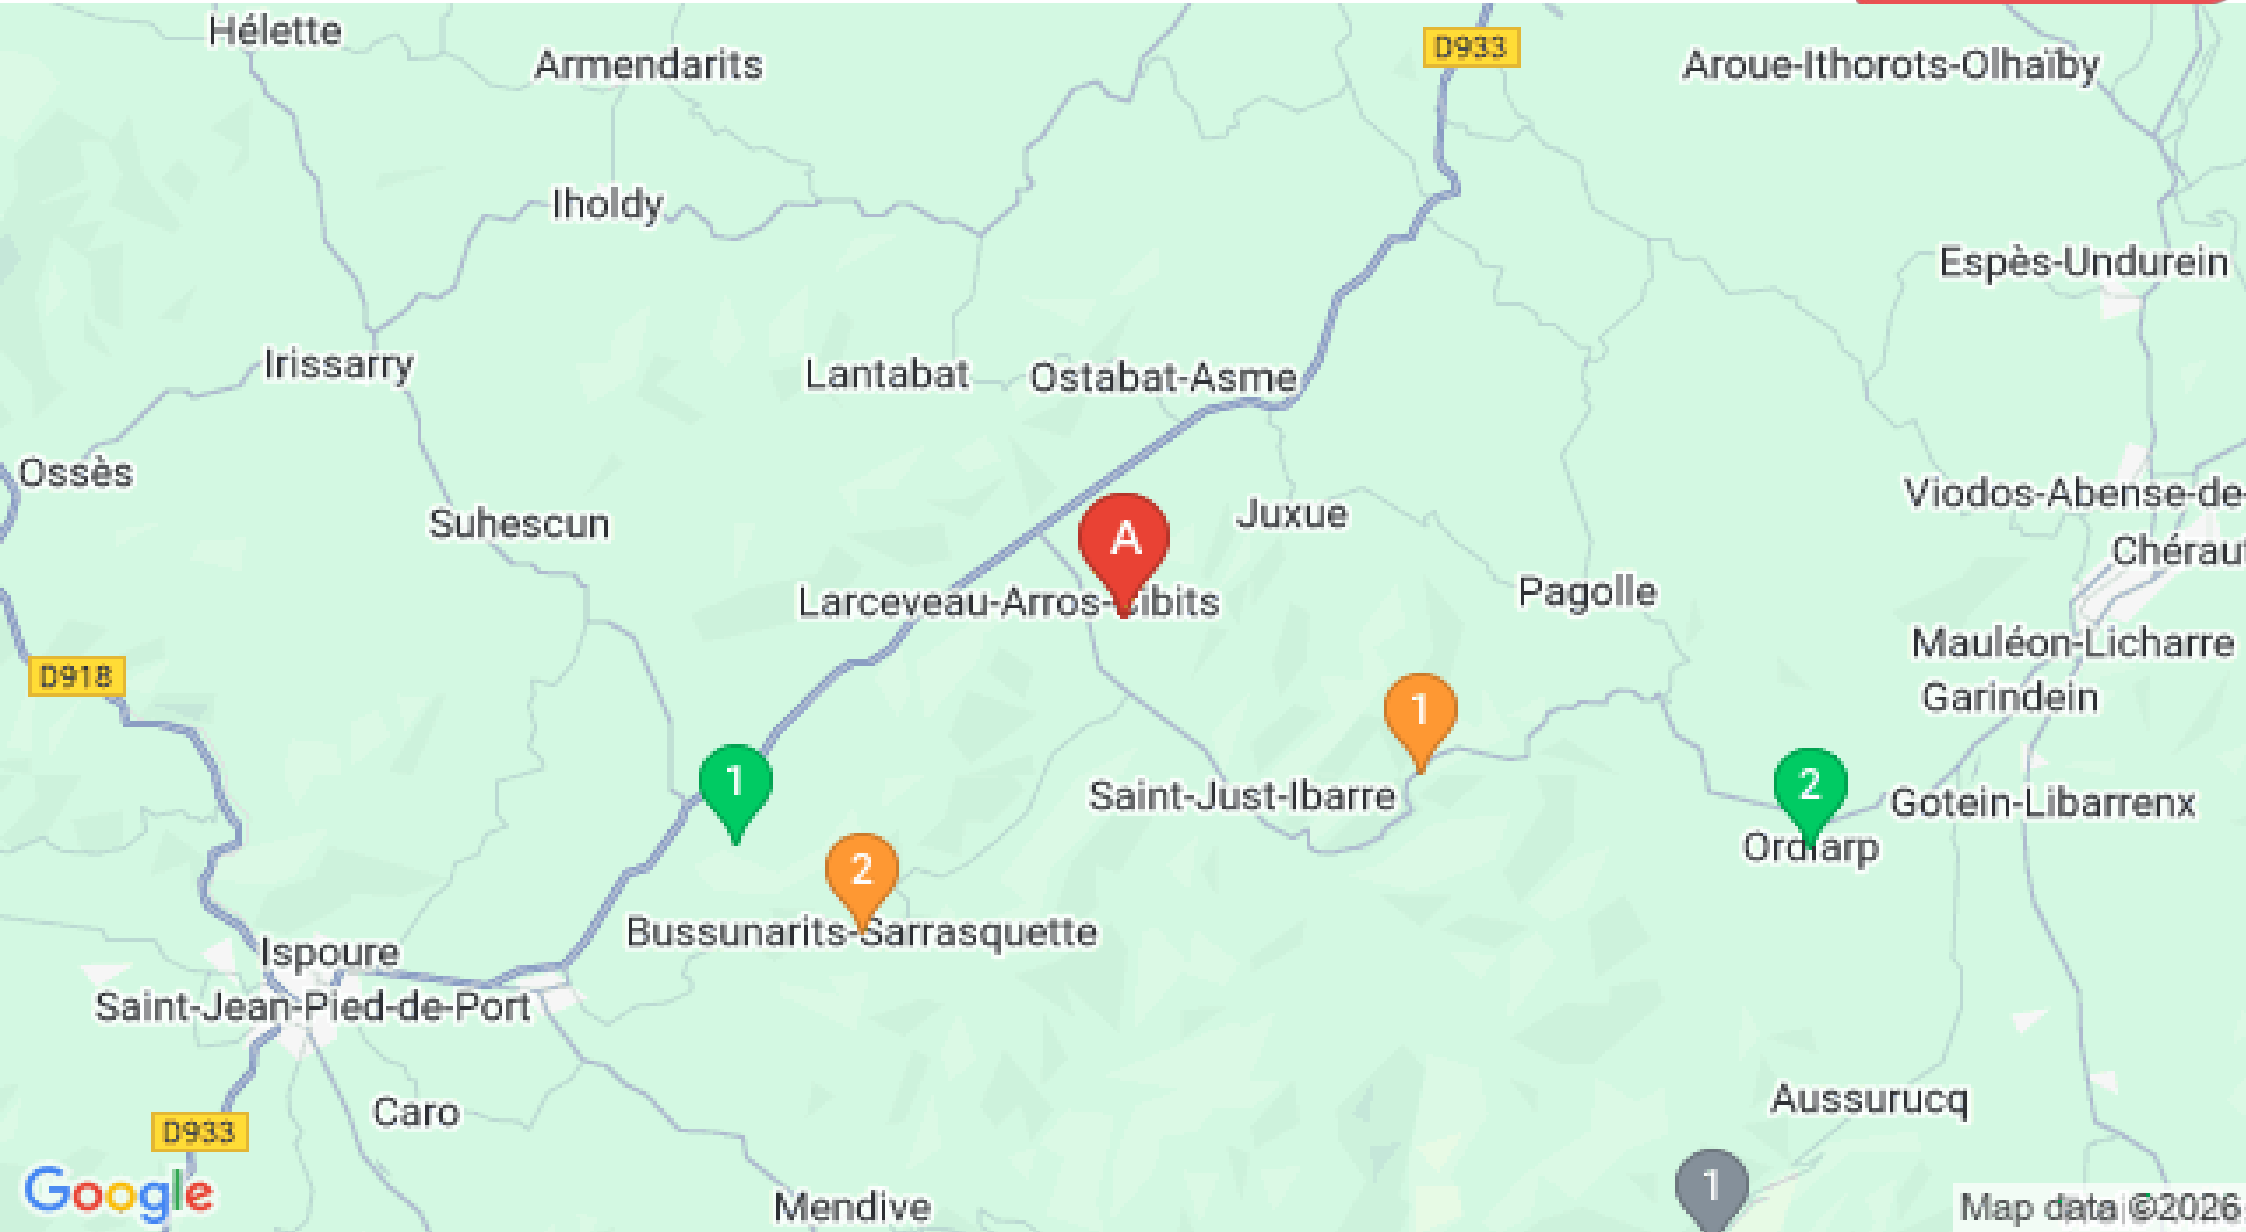 Hélette
Armendarits
D933
Aroue-Ithorots-Olhaïby
Iholdy
Espès-Undurein
Irissarry
Lantabat
Ostabat-Asme
Ossès
Suhescun
Juxue
Viodos-Abense-de-
A
Chéraut
Larceveau-Arros-Cibits
Pagolle
Mauléon-Licharre
D918
Garindein
1
1
2
Saint-Just-Ibarre
Gotein-Libarrenx
Ordiarp
2
Bussunarits-Sarrasquette
Ispoure
Saint-Jean-Pied-de-Port
Caro
Aussurucq
D933
1
Google
Mendive
Map data ©2026